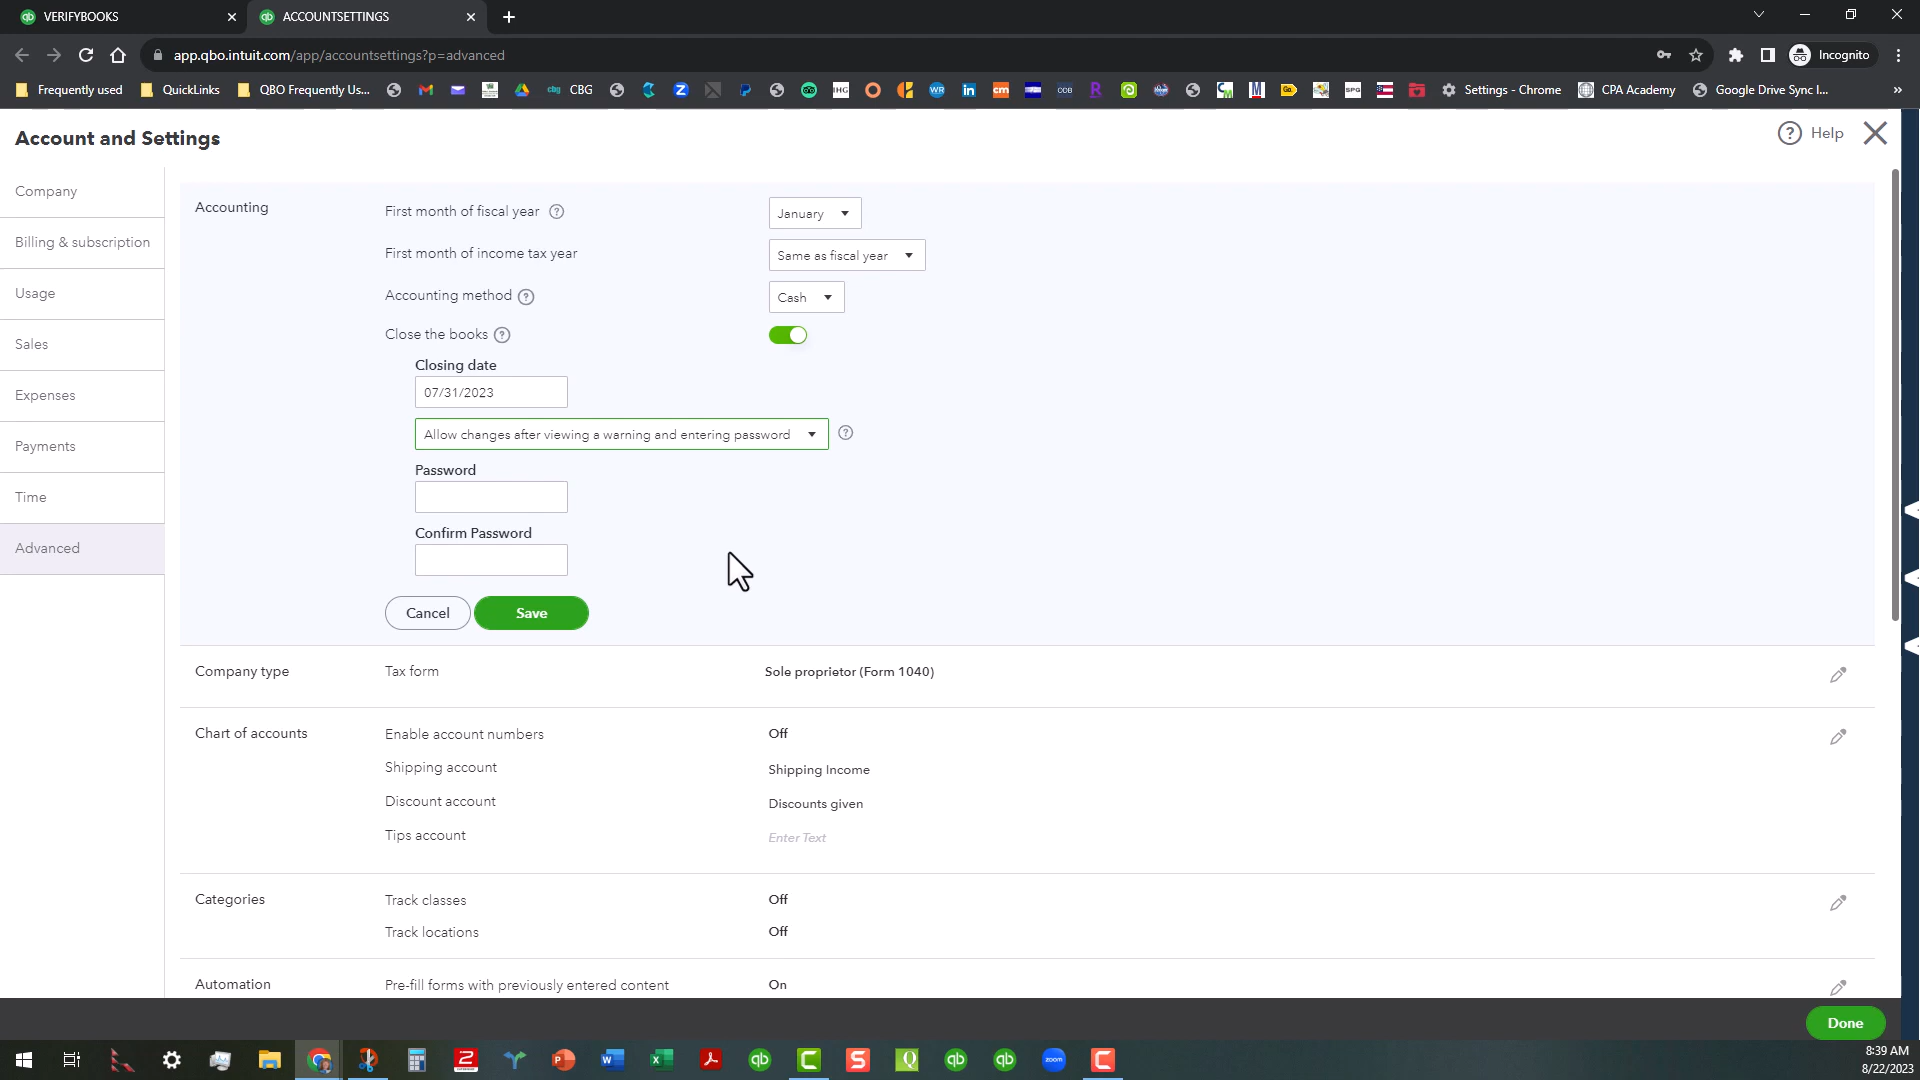 VERIFYBOOKS
ACCOUNTSETTINGS
app.qbo.intuit.com/app/accountsettings?p=advanced
Incognito
Frequently used
QuickLinks
QBO Frequently Us...
CBG
Settings - Chrome
CPA Academy
Google Drive Sync I...
Account and Settings
Help
Company
Billing & subscription
Usage
Sales
Expenses
Payments
Time
Advanced
Accounting
First month of fiscal year
January
First month of income tax year
Same as fiscal year
Accounting method
Cash
Close the books
Closing date
07/31/2023
Allow changes after viewing a warning and entering password
Password
Confirm Password
Cancel
Save
Company type
Tax form
Sole proprietor (Form 1040)
Chart of accounts
Enable account numbers
Off
Shipping account
Shipping Income
Discount account
Discounts given
Tips account
Enter Text
Categories
Track classes
Off
Track locations
Off
Automation
Pre-fill forms with previously entered content
On
Done
8:39 AM
8/22/2023